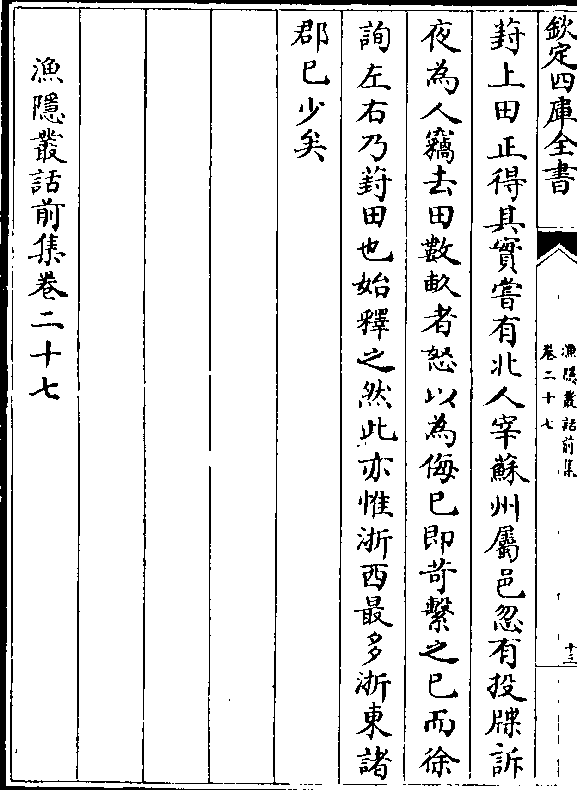 欽定四庫全書
漁隱叢話前集
卷二十七
十三
葑上田正得其實嘗有北人宰蘇州屬邑忽有投牒訴
夜為人竊去田數畝者怒以為侮已即苛繫之已而徐
詢左右乃葑田也始釋之然此亦惟浙西最多浙東諸
郡已少矣
漁隱叢話前集卷二十七